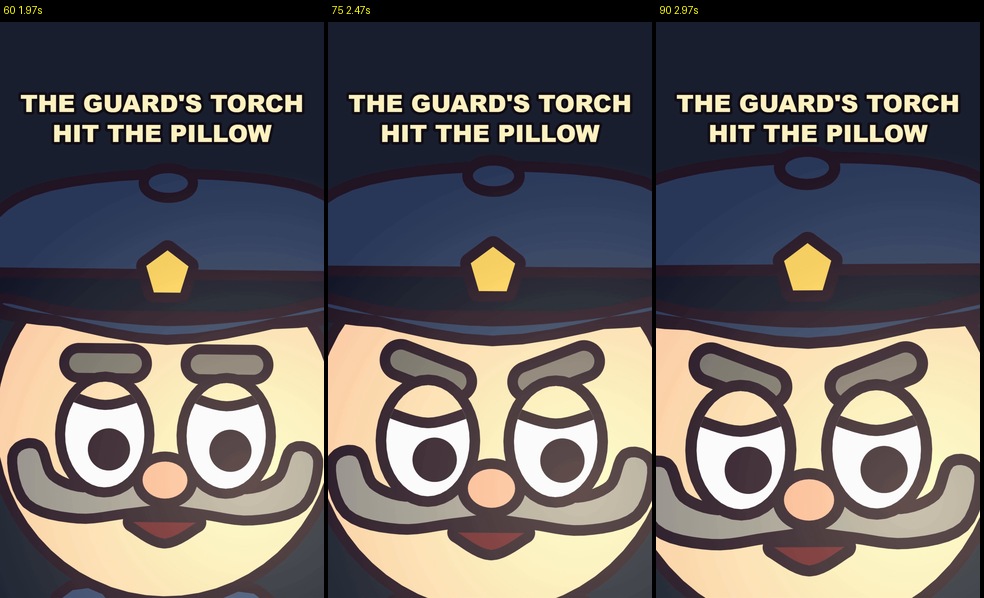 60 1.97s
75 2.47s
90 2.97s
THE GUARD'S TORCH
HIT THE PILLOW
THE GUARD'S TORCH
HIT THE PILLOW
THE GUARD'S TORCH
HIT THE PILLOW